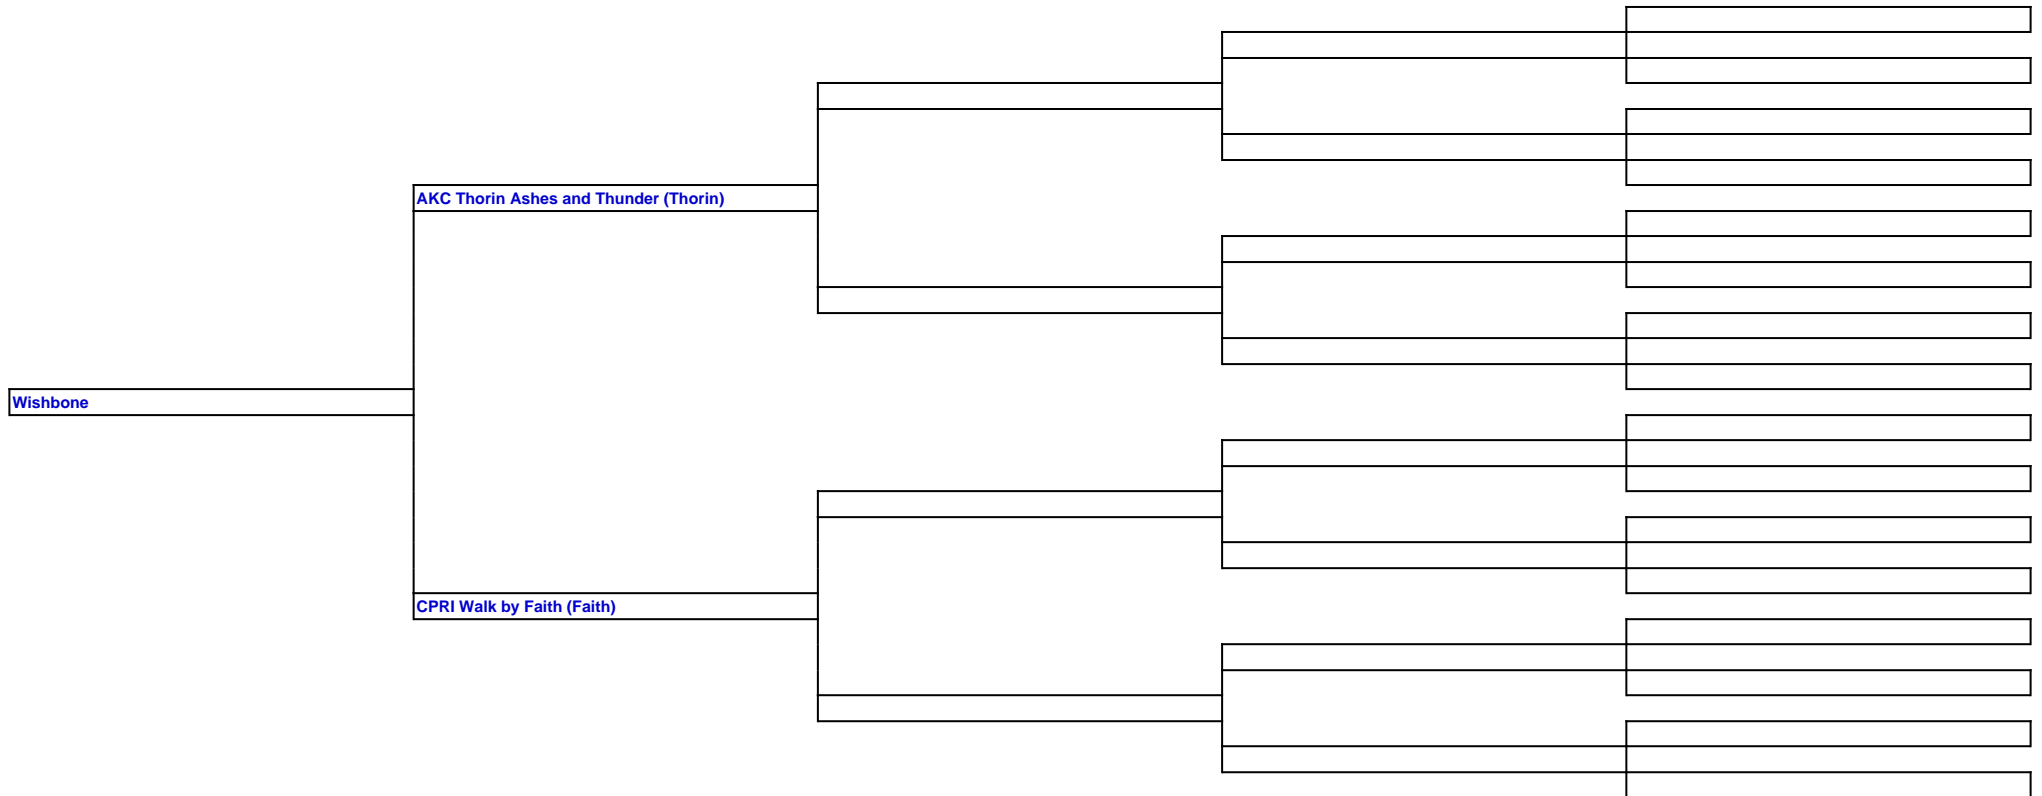 AKC Thorin Ashes and Thunder (Thorin)
Wishbone
CPRI Walk by Faith (Faith)